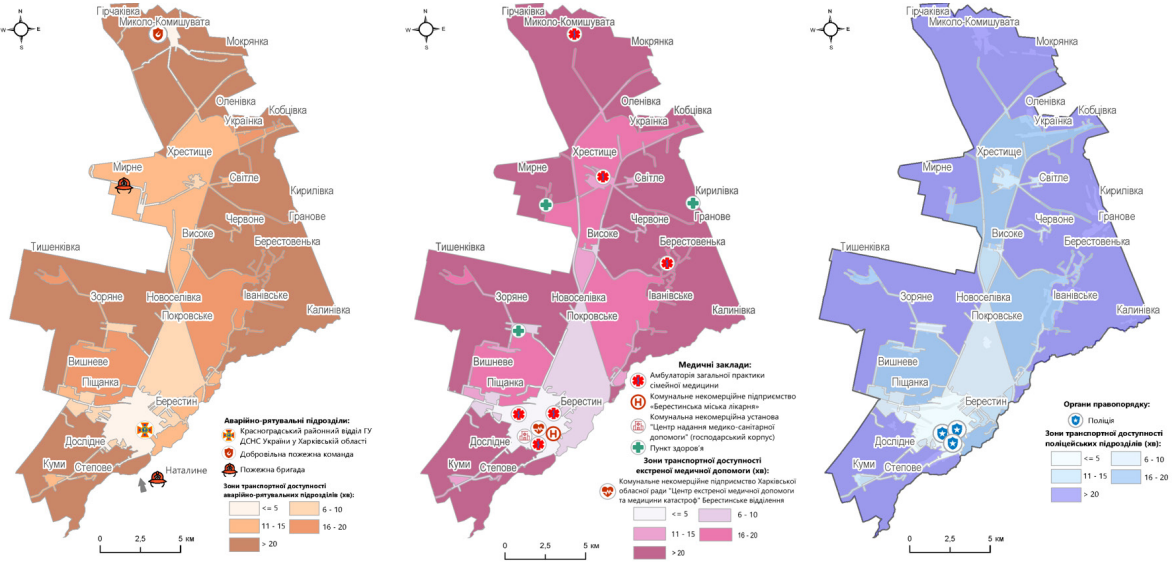 N
W
E
S
Гірчаківка
Миколо-Комишувата
Мокрянка
Оленівка
Кобцівка
Українка
Хрестище
Мирне
Світле
Кирилівка
Гранове
Червоне
Високе
Берестовенька
Тишенківка
Зоряне
Новоселівка
Іванівське
Покровське
Калинівка
Вишневе
Піщанка
Берестин
Дослідне
Куми
Степове
Наталине
Аварійно-рятувальні підрозділи:
Красноградський районний відділ ГУ
ДСНС України у Харківській області
Добровільна пожежна команда
Пожежна бригада
Зони транспортної доступності
аварійно-рятувальних підрозділів (хв):
<= 5
6 - 10
11 - 15
16 - 20
> 20
0
2,5
5 км
N
W
E
S
Гірчаківка
Миколо-Комишувата
Мокрянка
Оленівка
Кобцівка
Українка
Хрестище
Мирне
Світле
Кирилівка
Гранове
Червоне
Високе
Берестовенька
Тишенківка
Зоряне
Новоселівка
Іванівське
Покровське
Калинівка
Вишневе
Піщанка
Берестин
Дослідне
Куми
Степове
H
Медичні заклади:
Амбулаторія загальної практики
сімейної медицини
H
Комунальне некомерційне підприємство
«Берестинська міська лікарня»
Комунальна некомерційна установа
"Центр надання медико-санітарної
допомоги" (господарський корпус)
Пункт здоров'я
Зони транспортної доступності
екстреної медичної допомоги (хв):
Комунальне некомерційне підприємство Харківської
обласної ради "Центр екстреної медичної допомоги
та медицини катастроф" Берестинське відділення
<= 5
6 - 10
11 - 15
16 -20
> 20
0
2,5
5 км
N
W
E
S
Гірчаківка
Миколо-Комишувата
Мокрянка
Оленівка
Кобцівка
Українка
Хрестище
Мирне
Світле
Кирилівка
Гранове
Червоне
Високе
Берестовенька
Тишенківка
Зоряне
Новоселівка
Іванівське
Покровське
Калинівка
Вишневе
Піщанка
Берестин
Дослідне
Куми
Степове
Органи правопорядку:
Поліція
Зони транспортної доступності
поліцейських підрозділів (хв):
<= 5
6 - 10
11 - 15
16 - 20
> 20
0
2,5
5 км